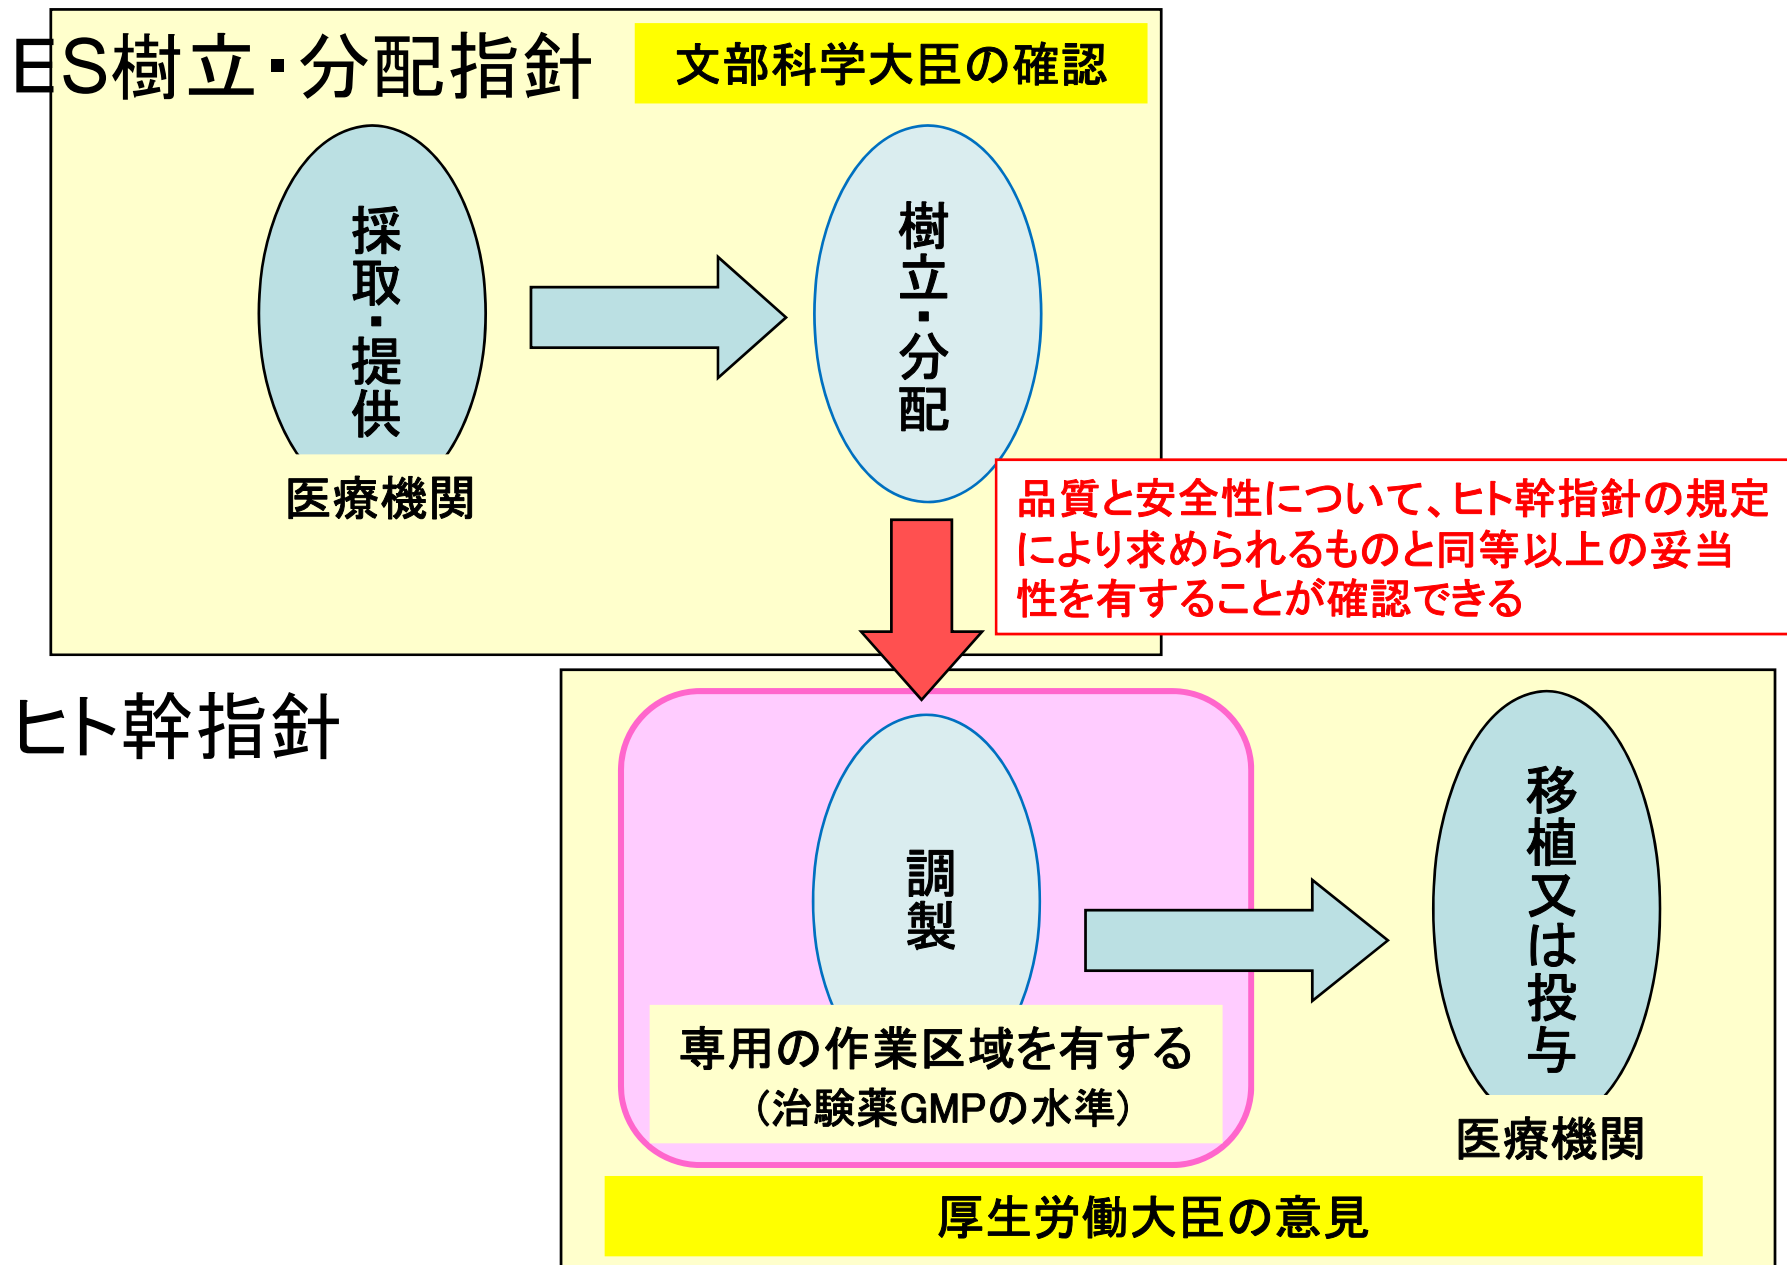 ES樹立・分配指針
文部科学大臣の確認
採取・提供
樹立・分配
医療機関
品質と安全性について、ヒト幹指針の規定
により求められるものと同等以上の妥当
性を有することが確認できる
ヒト幹指針
調製
移植又は投与
専用の作業区域を有する
（治験薬GMPの水準）
医療機関
厚生労働大臣の意見